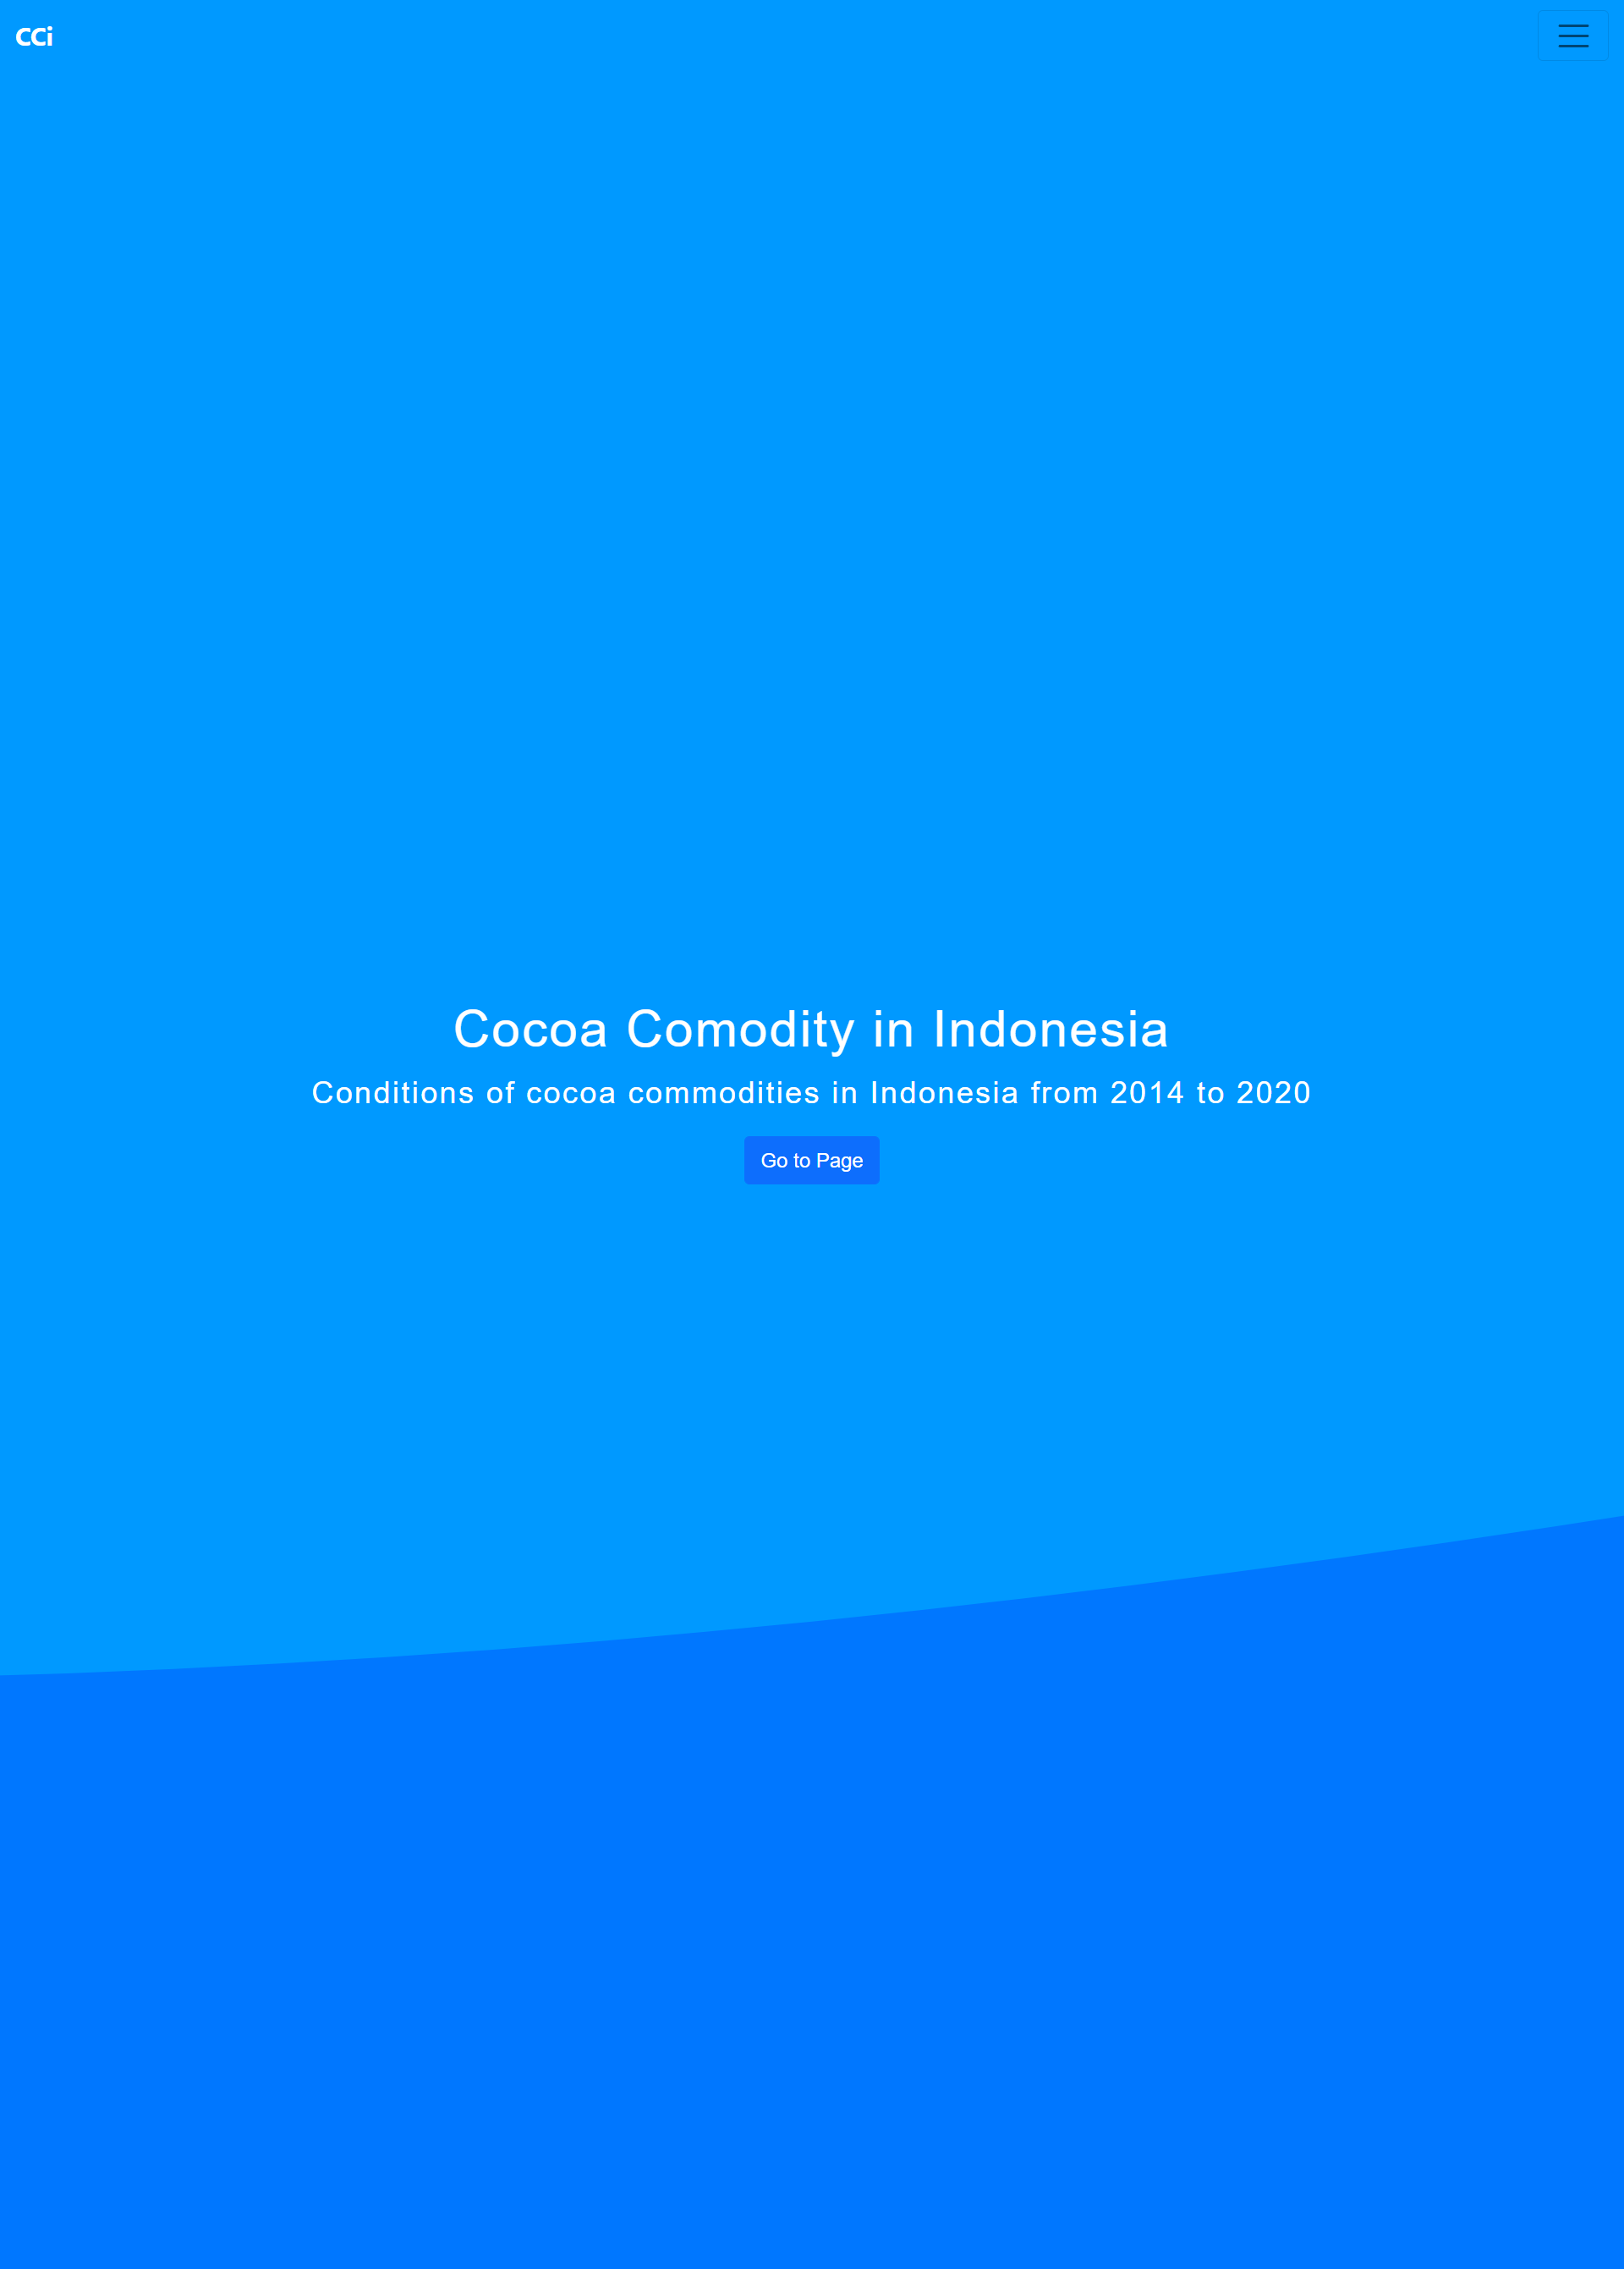 CCi
Cocoa Comodity in Indonesia
Conditions of cocoa commodities in Indonesia from 2014 to 2020
Go to Page